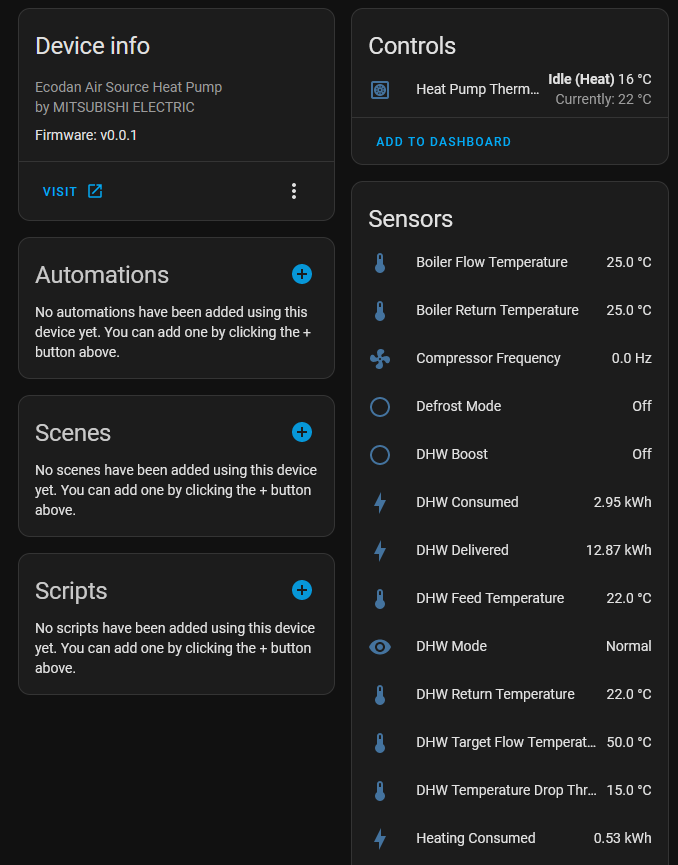 Device info
Ecodan Air Source Heat Pump
by MITSUBISHI ELECTRIC
Firmware: v0.0.1
VISIT
Automations
No automations have been added using this
device yet. You can add one by clicking the +
button above.
Scenes
No scenes have been added using this device
yet. You can add one by clicking the + button
above.
Scripts
No scripts have been added using this device
yet. You can add one by clicking the + button
above.
Controls
Heat Pump Therm… Idle (Heat) 16 °C
Currently: 22 °C
ADD TO DASHBOARD
Sensors
Boiler Flow Temperature 25.0 °C
Boiler Return Temperature 25.0 °C
Compressor Frequency 0.0 Hz
Defrost Mode Off
DHW Boost Off
DHW Consumed 2.95 kWh
DHW Delivered 12.87 kWh
DHW Feed Temperature 22.0 °C
DHW Mode Normal
DHW Return Temperature 22.0 °C
DHW Target Flow Temperat… 50.0 °C
DHW Temperature Drop Thr… 15.0 °C
Heating Consumed 0.53 kWh